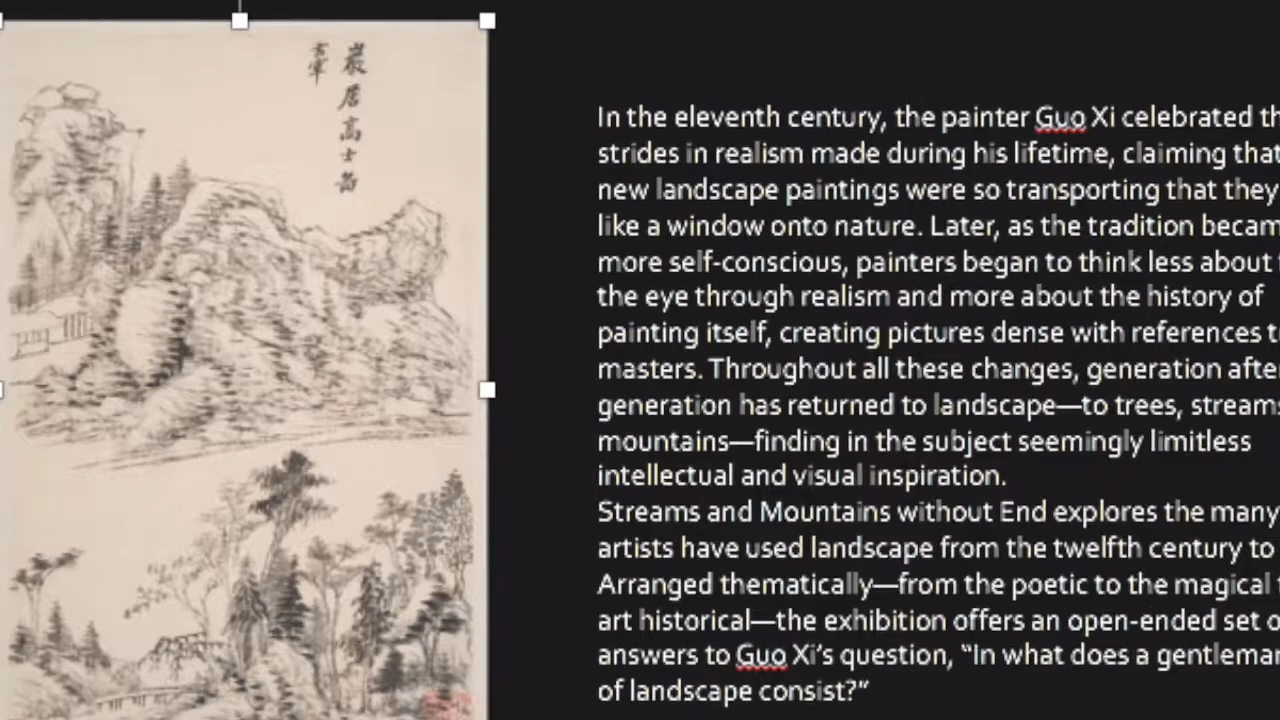 巖居高士圖
玄宰
In the eleventh century, the painter Guo Xi celebrated
strides in realism made during his lifetime, claiming that
new landscape paintings were so transporting that they
like a window onto nature. Later, as the tradition
more self-conscious, painters began to think less about
the eye through realism and more about the history of
painting itself, creating pictures dense with references
masters. Throughout all these changes, generation
generation has returned to landscape—to trees,
mountains—finding in the subject seemingly limitless
intellectual and visual inspiration.
Streams and Mountains without End explores the many
artists have used landscape from the twelfth century to
Arranged thematically—from the poetic to the magical
art historical—the exhibition offers an open-ended set
answers to Guo Xi’s question, “In what does a
of landscape consist?”